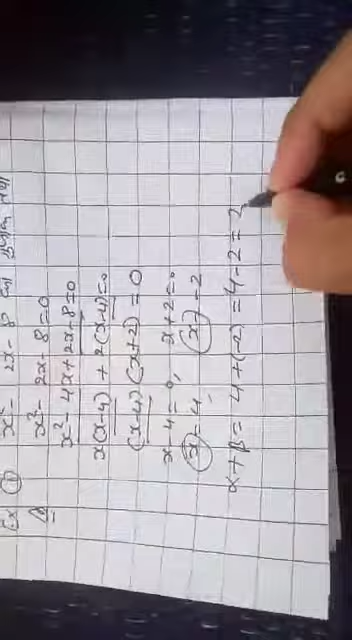 Ex ① x² - 2x - 8 का
x² - 2x - 8 = 0
x² - 4x + 2x - 8 = 0
x(x-4) + 2(x-4) = 0
(x-4) (x+2) = 0
x - 4 = 0, x + 2 = 0
x = 4, x = -2
α + β = 4 + (-2) = 4 - 2 = 2